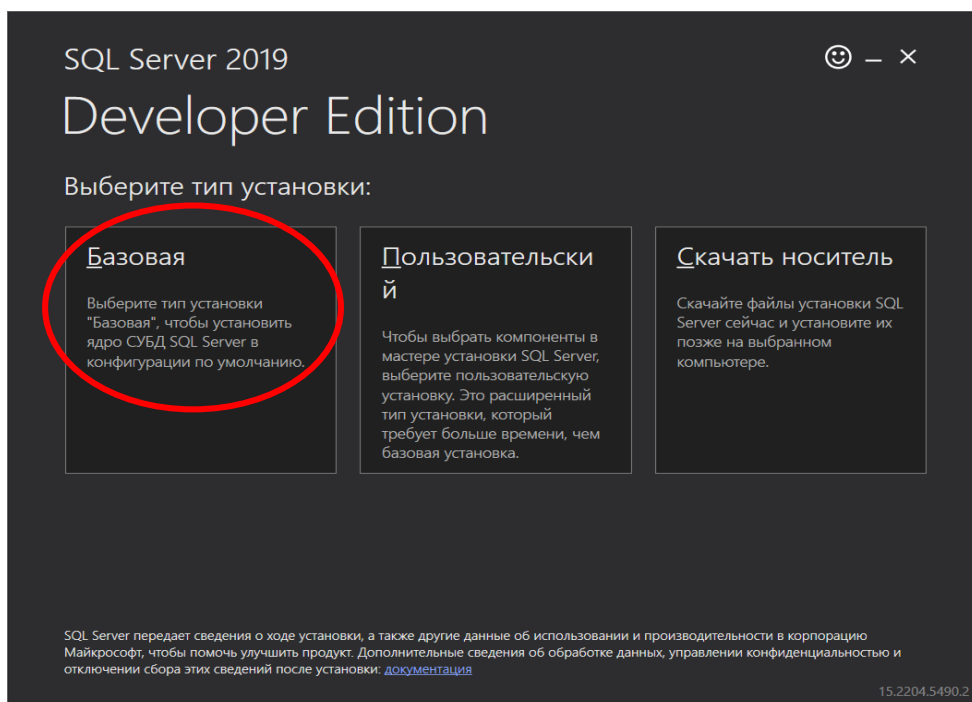 SQL Server 2019
Developer Edition
Выберите тип установки:
Базовая
Выберите тип установки
"Базовая", чтобы установить
ядро СУБД SQL Server в
конфигурации по умолчанию.
Пользовательски
й
Чтобы выбрать компоненты в
мастере установки SQL Server,
выберите пользовательскую
установку. Это расширенный
тип установки, который
требует больше времени, чем
базовая установка.
Скачать носитель
Скачайте файлы установки SQL
Server сейчас и установите их
позже на выбранном
компьютере.
SQL Server передает сведения о ходе установки, а также другие данные об использовании и производительности в корпорацию
Майкрософт, чтобы помочь улучшить продукт. Дополнительные сведения об обработке данных, управлении конфиденциальностью и
отключении сбора этих сведений после установки: документация
15.2204.5490.2